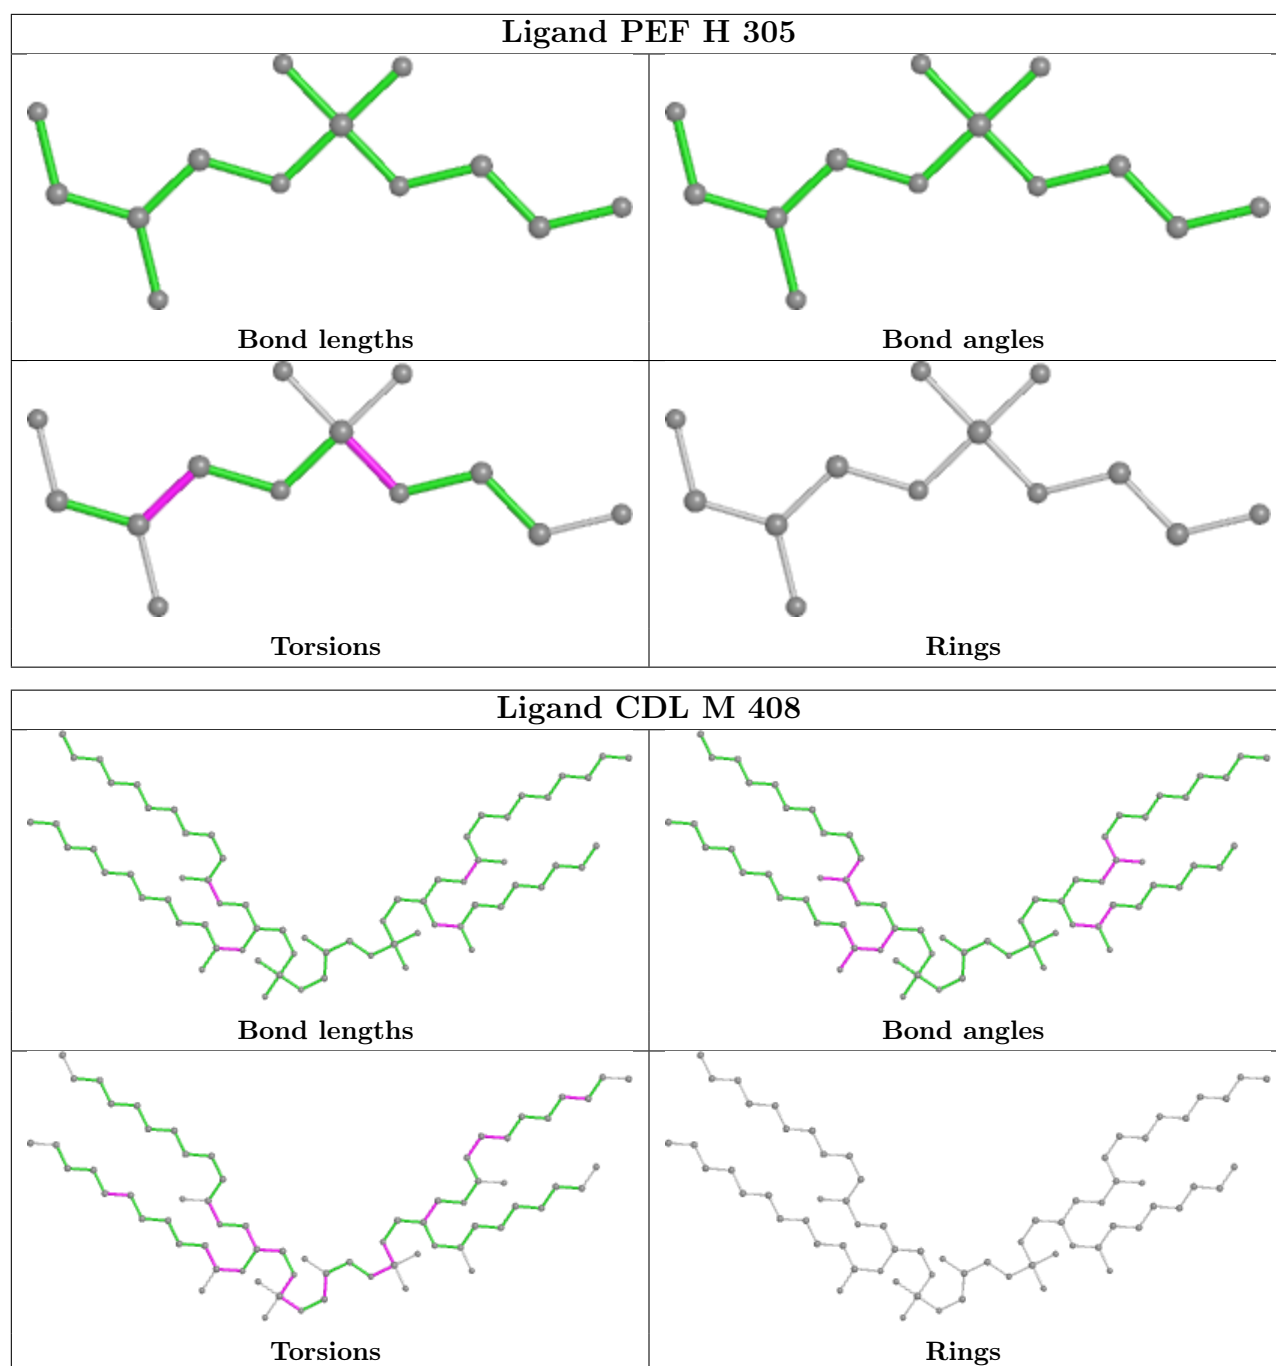 Ligand PEF H 305
Bond lengths
Bond angles
Torsions
Rings
Ligand CDL M 408
Bond lengths
Bond angles
Torsions
Rings